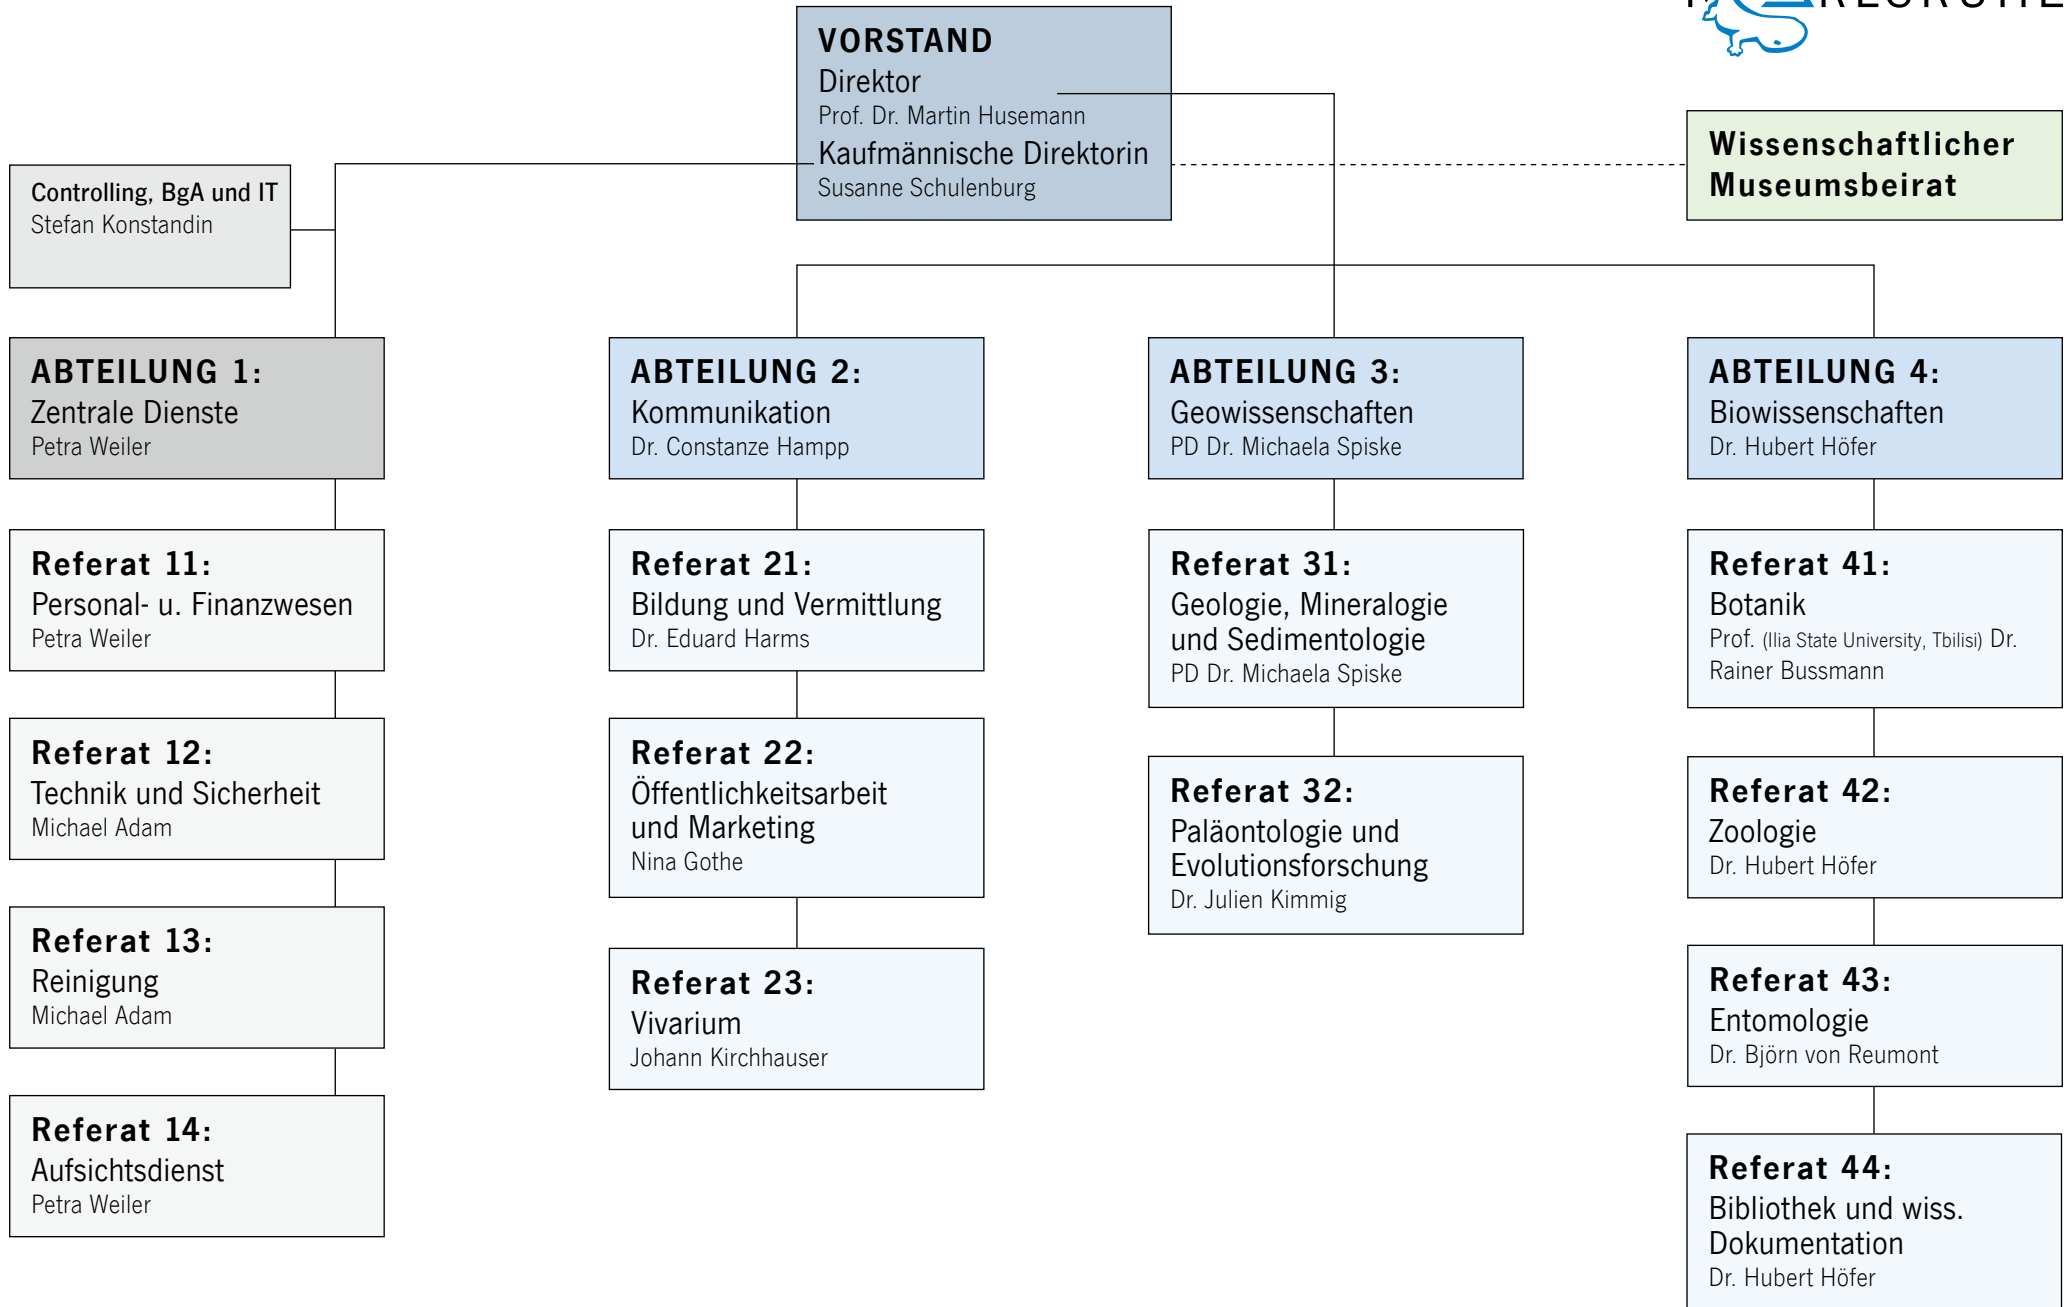 VORSTAND
Direktor
Prof. Dr. Martin Husemann
Kaufmännische Direktorin
Susanne Schulenburg
Wissenschaftlicher
Museumsbeirat
Controlling, BgA und IT
Stefan Konstandin
ABTEILUNG 1:
Zentrale Dienste
Petra Weiler
Referat 11:
Personal- u. Finanzwesen
Petra Weiler
Referat 12:
Technik und Sicherheit
Michael Adam
Referat 13:
Reinigung
Michael Adam
Referat 14:
Aufsichtsdienst
Petra Weiler
ABTEILUNG 2:
Kommunikation
Dr. Constanze Hampp
Referat 21:
Bildung und Vermittlung
Dr. Eduard Harms
Referat 22:
Öffentlichkeitsarbeit
und Marketing
Nina Gothe
Referat 23:
Vivarium
Johann Kirchhauser
ABTEILUNG 3:
Geowissenschaften
PD Dr. Michaela Spiske
Referat 31:
Geologie, Mineralogie
und Sedimentologie
PD Dr. Michaela Spiske
Referat 32:
Paläontologie und
Evolutionsforschung
Dr. Julien Kimmig
ABTEILUNG 4:
Biowissenschaften
Dr. Hubert Höfer
Referat 41:
Botanik
Prof. (Ilia State University, Tbilisi) Dr.
Rainer Bussmann
Referat 42:
Zoologie
Dr. Hubert Höfer
Referat 43:
Entomologie
Dr. Björn von Reumont
Referat 44:
Bibliothek und wiss.
Dokumentation
Dr. Hubert Höfer